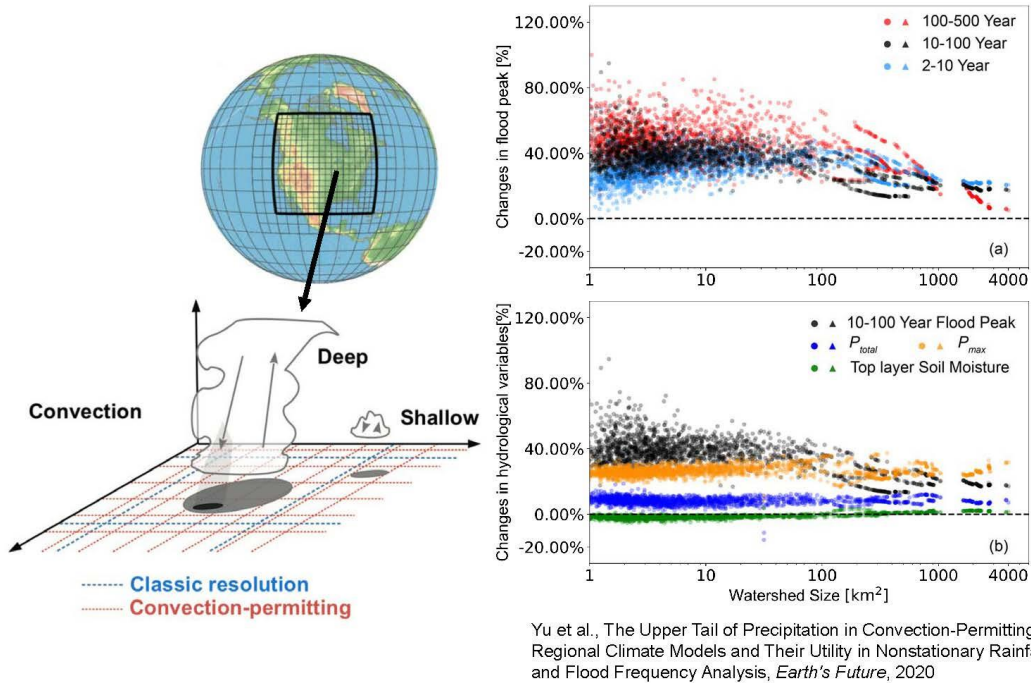 Deep
Convection
Shallow
Classic resolution
Convection-permitting
120.00%
80.00%
40.00%
0.00%
-20.00%
Changes in flood peak [%]
100-500 Year
10-100 Year
2-10 Year
(a)
1
10
100
1000
4000
120.00%
80.00%
40.00%
0.00%
-20.00%
Changes in hydrological variables[%]
10-100 Year Flood Peak
P_total P_max
Top layer Soil Moisture
(b)
1
10
100
1000
4000
Watershed Size [km²]
Yu et al., The Upper Tail of Precipitation in Convection-Permitting
Regional Climate Models and Their Utility in Nonstationary Rainf
and Flood Frequency Analysis, Earth's Future, 2020